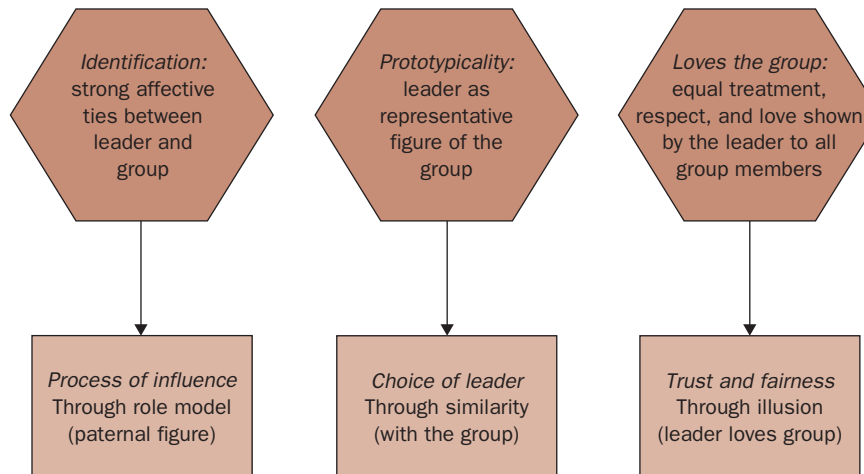 Identification:
strong affective
ties between
leader and
group
Prototypicality:
leader as
representative
figure of the
group
Loves the group:
equal treatment,
respect, and love shown
by the leader to all
group members
Process of influence
Through role model
(paternal figure)
Choice of leader
Through similarity
(with the group)
Trust and fairness
Through illusion
(leader loves group)